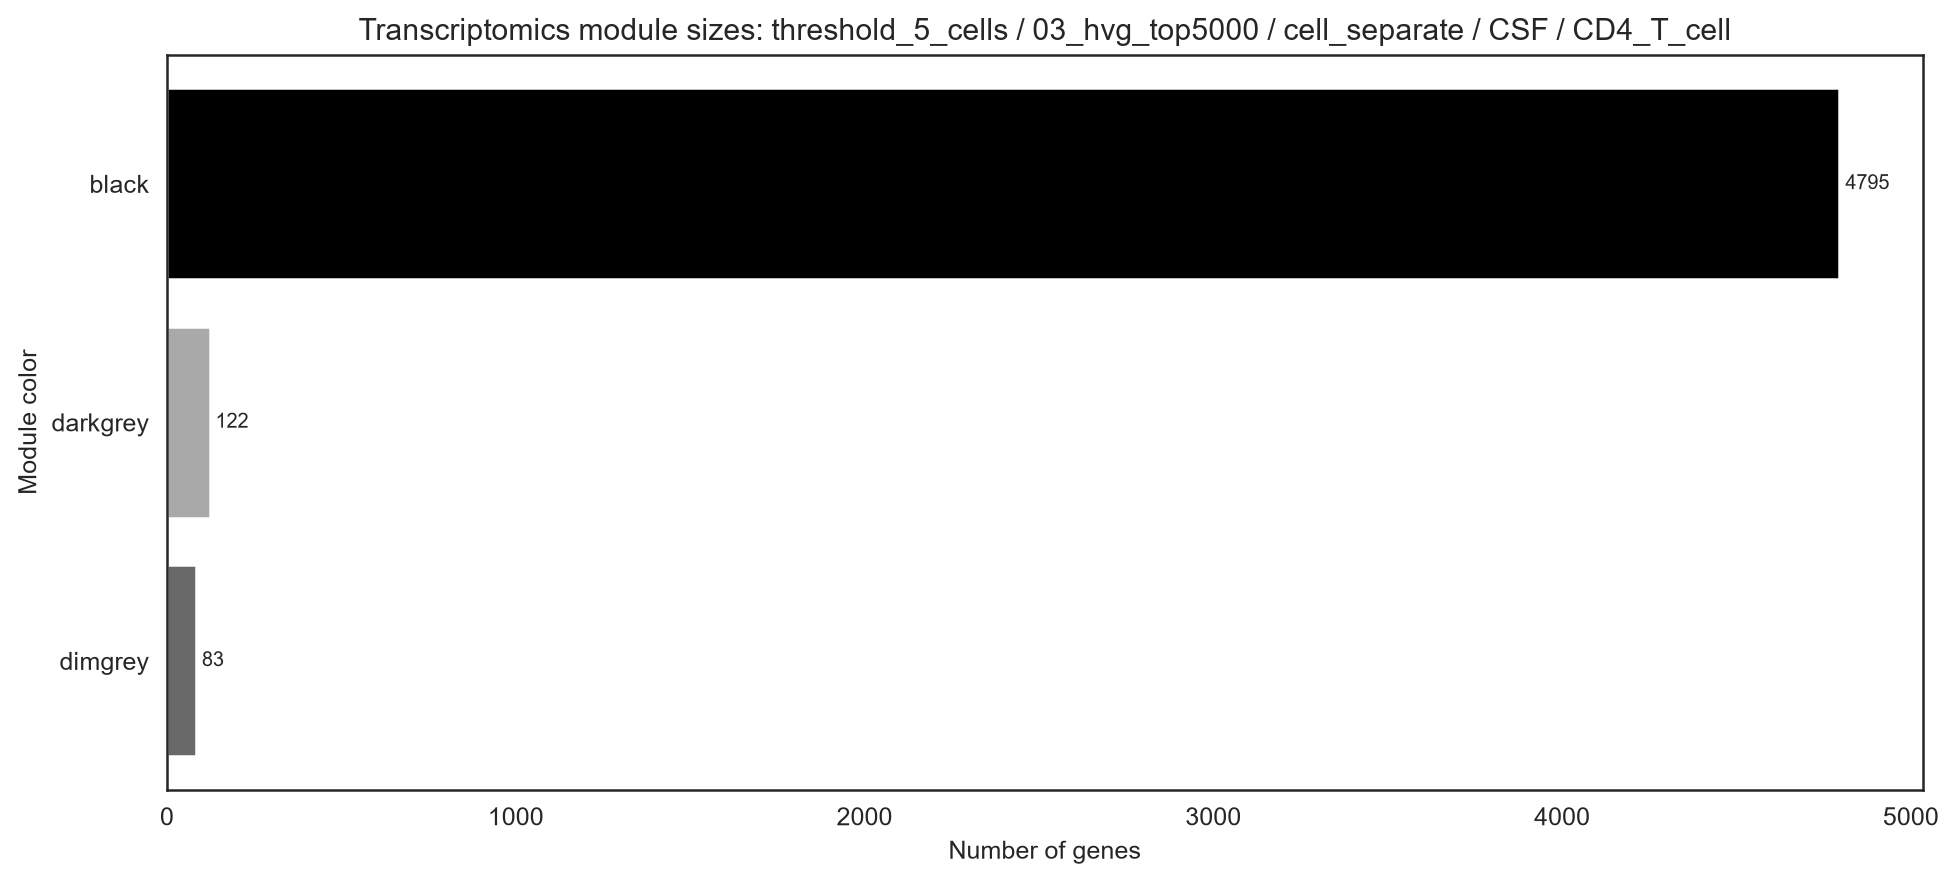 Transcriptomics module sizes: threshold_5_cells / 03_hvg_top5000 / cell_separate / CSF / CD4_T_cell
black
4795
darkgrey
122
dimgrey
83
Module color
0 1000 2000 3000 4000 5000
Number of genes